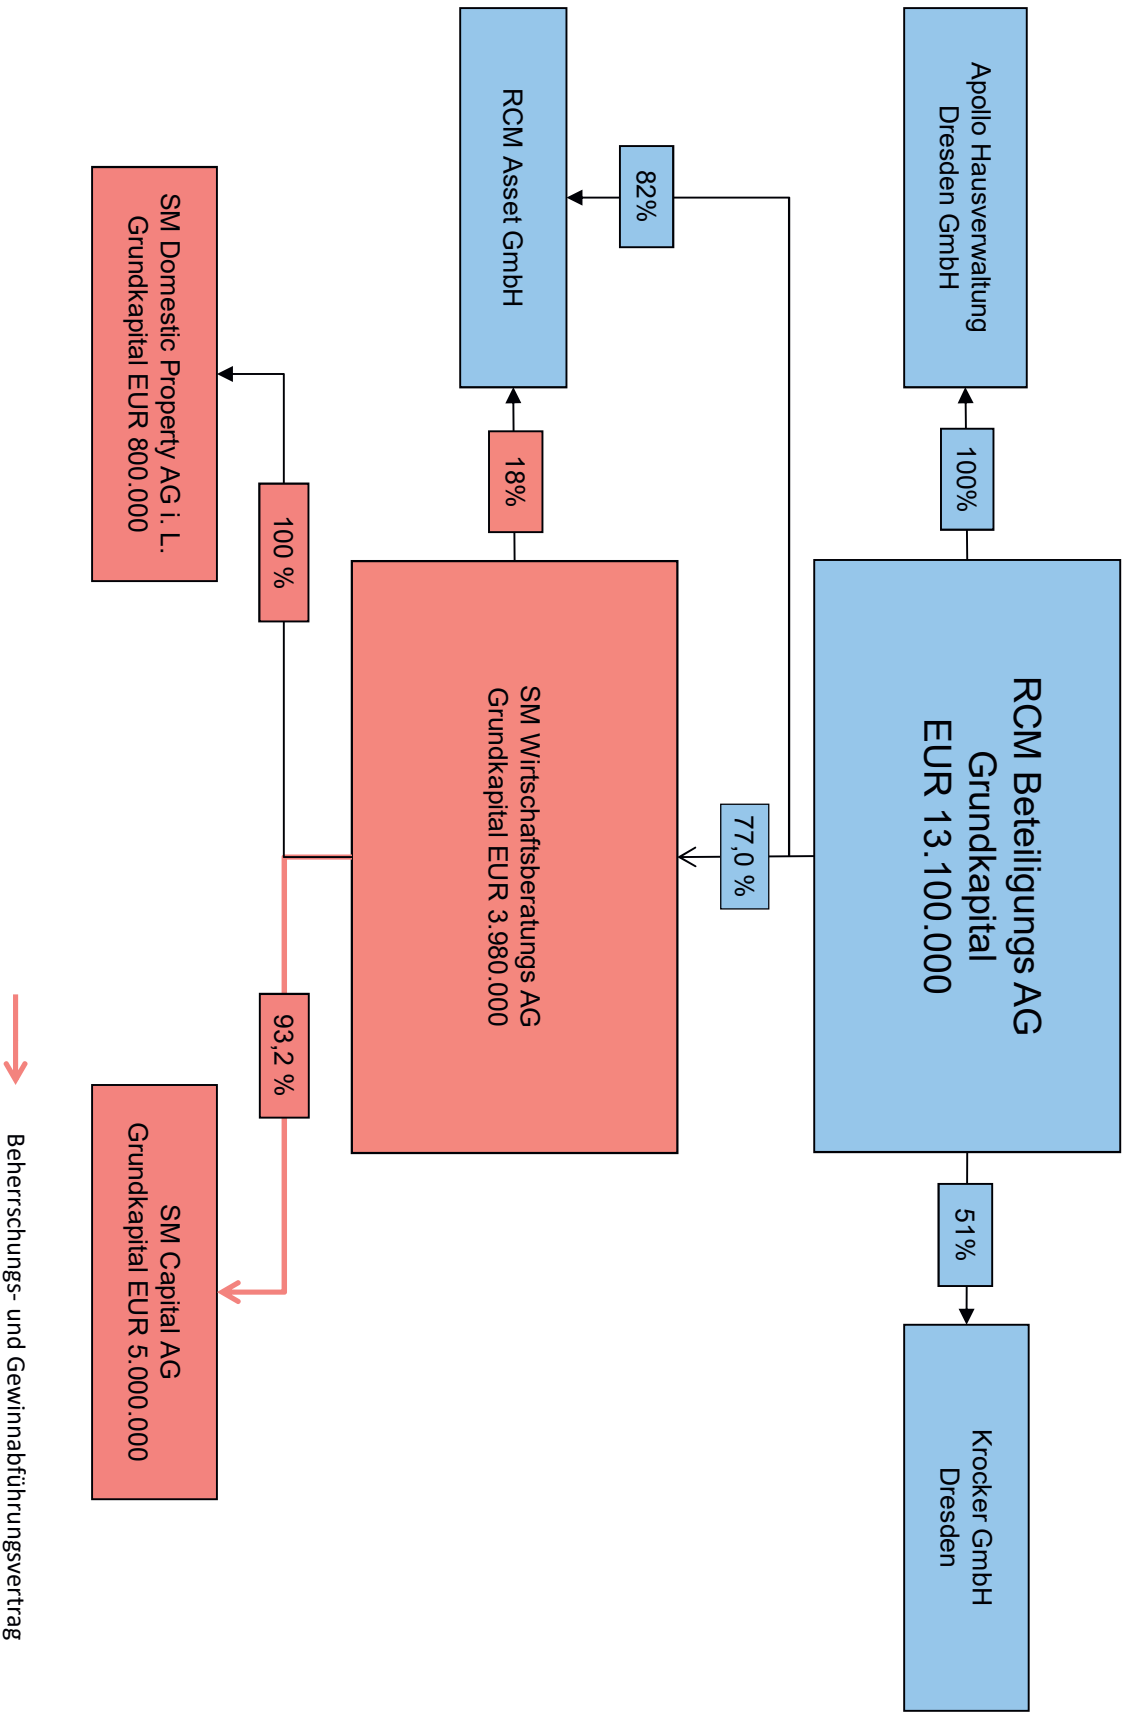 RCM Beteiligungs AG
Grundkapital
EUR 13.100.000
Apollo Hausverwaltung
Dresden GmbH
100%
51%
Krocker GmbH
Dresden
82%
77,0 %
RCM Asset GmbH
18%
SM Wirtschaftsberatungs AG
Grundkapital EUR 3.980.000
100 %
93,2 %
SM Domestic Property AG i. L.
Grundkapital EUR 800.000
SM Capital AG
Grundkapital EUR 5.000.000
Beherrschungs- und Gewinnabführungsvertrag